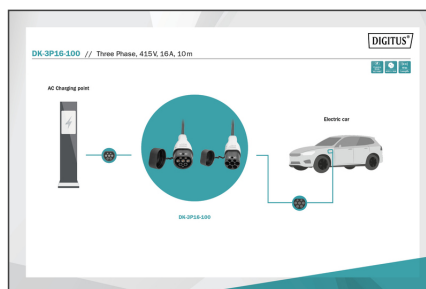 DIGITUS®
DK-3P16-100 // Three Phase, 415V, 16A, 10m
AC Charging point
Electric car
DK-3P16-100